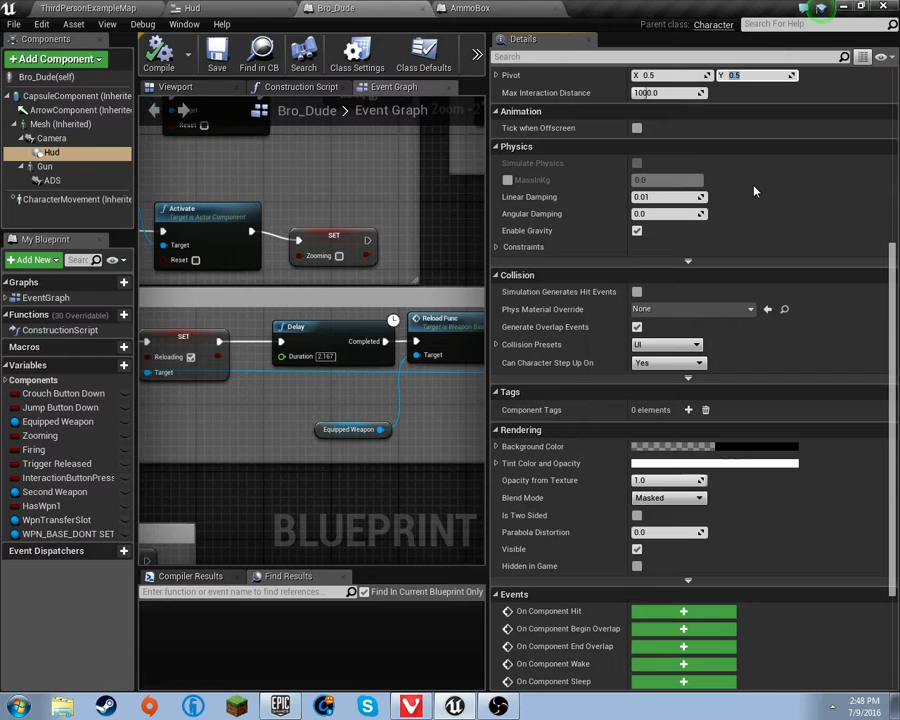 ThirdPersonExampleMap Hud Bro_Dude AmmoBox
File Edit Asset View Debug Window Help Parent class: Character Search For Help
Components
+ Add Component
Bro_Dude(self)
CapsuleComponent (Inherited
ArrowComponent (Inherite
Mesh (Inherited)
Camera
Hud
Gun
ADS
CharacterMovement (Inherite
My Blueprint
+ Add New Searc
Graphs
EventGraph
Functions (30 Overridable)
ConstructionScript
Macros
Variables
Components
Crouch Button Down
Jump Button Down
Equipped Weapon
Zooming
Firing
Trigger Released
InteractionButtonPress
Second Weapon
HasWpn1
WpnTransferSlot
WPN_BASE_DONT SET
Event Dispatchers
Compile Save Find in CB Search Class Settings Class Defaults
Viewport Construction Script Event Graph
Bro_Dude > Event Graph Zoom -2
Reset
Activate
Target is Actor Component
Target
Reset
SET
Zooming
SET
Reloading
Target
Delay
Completed
Duration 2.167
Reload Func
Target is Weapon Bas
Target
Equipped Weapon
BLUEPRINT
Compiler Results Find Results
Enter function or event name to find references... Find In Current Blueprint Only
Details
Search
Pivot X 0.5 Y 0.5
Max Interaction Distance 1000.0
Animation
Tick when Offscreen
Physics
Simulate Physics
MassInKg 0.0
Linear Damping 0.01
Angular Damping 0.0
Enable Gravity
Constraints
Collision
Simulation Generates Hit Events
Phys Material Override None
Generate Overlap Events
Collision Presets UI
Can Character Step Up On Yes
Tags
Component Tags 0 elements
Rendering
Background Color
Tint Color and Opacity
Opacity from Texture 1.0
Blend Mode Masked
Is Two Sided
Parabola Distortion 0.0
Visible
Hidden in Game
Events
On Component Hit
On Component Begin Overlap
On Component End Overlap
On Component Wake
On Component Sleep
EPIC GAMES
2:48 PM
7/9/2016